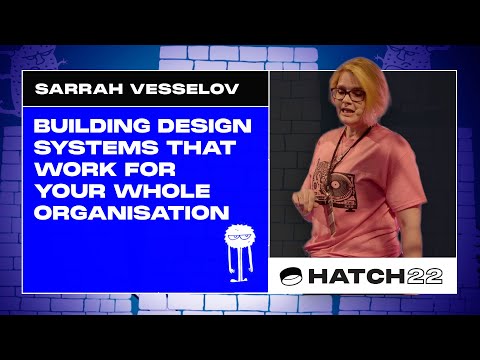 SARRAH VESSELOV
BUILDING DESIGN
SYSTEMS THAT
WORK FOR
YOUR WHOLE
ORGANISATION
HATCH22